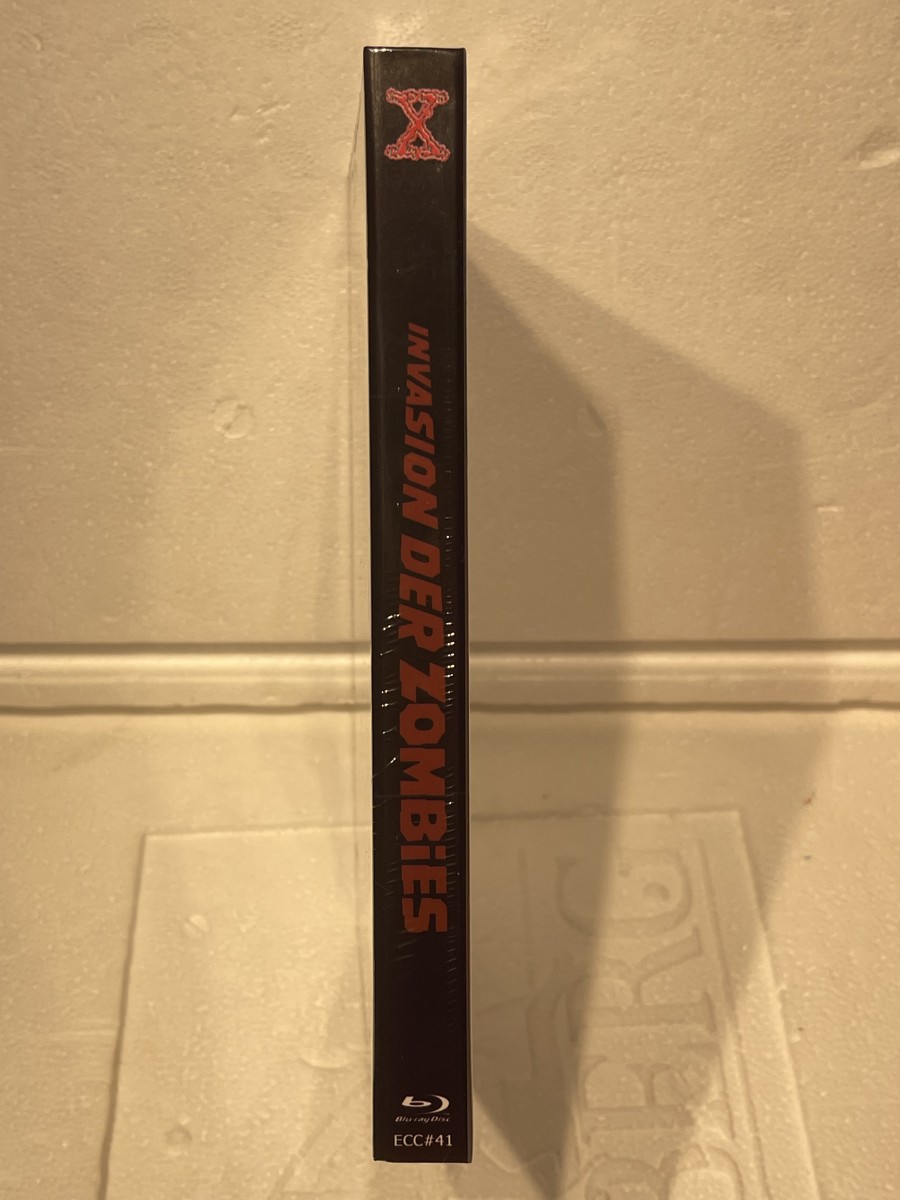 X
INVASION DER ZOMBiES
Blu-ray Disc
ECC#41